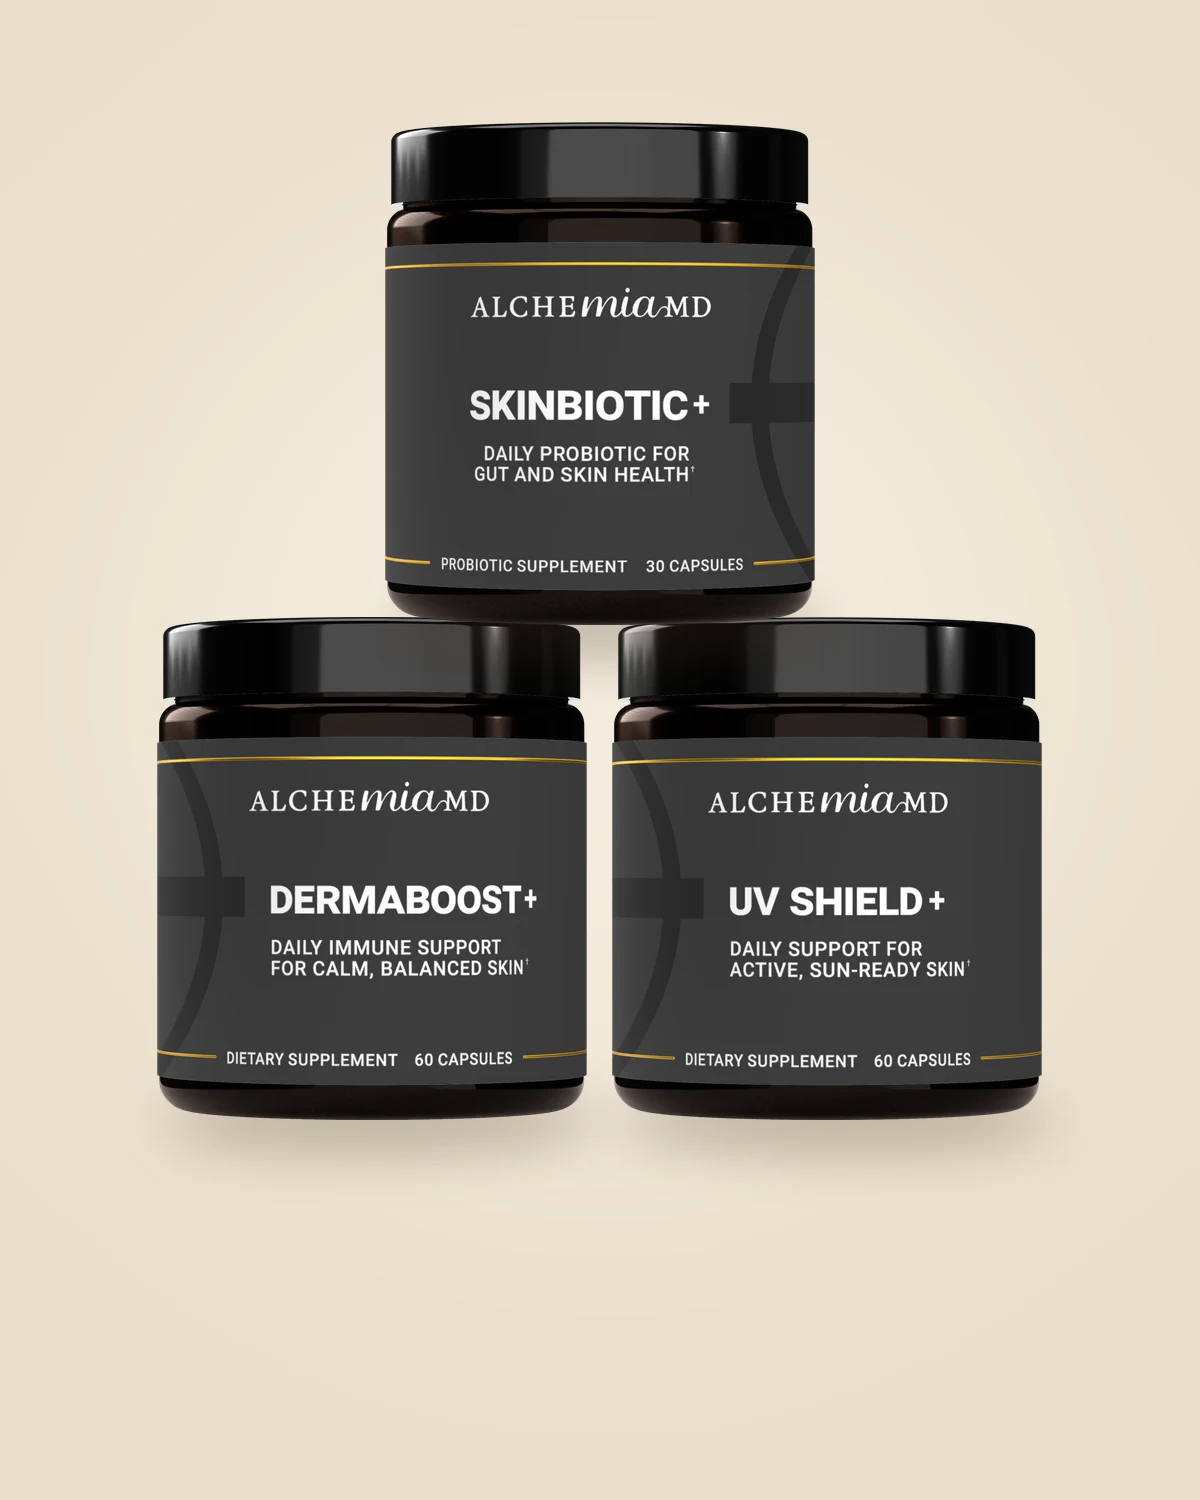 ALCHEmiaMD
SKINBIOTIC+
DAILY PROBIOTIC FOR
GUT AND SKIN HEALTH†
PROBIOTIC SUPPLEMENT 30 CAPSULES
ALCHEmiaMD
DERMABOOST+
DAILY IMMUNE SUPPORT
FOR CALM, BALANCED SKIN†
DIETARY SUPPLEMENT 60 CAPSULES
ALCHEmiaMD
UV SHIELD+
DAILY SUPPORT FOR
ACTIVE, SUN-READY SKIN†
DIETARY SUPPLEMENT 60 CAPSULES